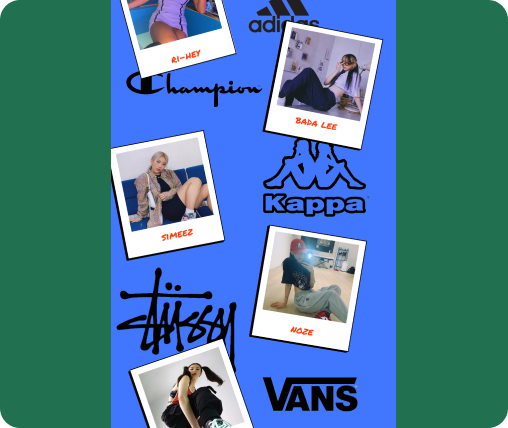 adidas
RI-HEY
Champion
BADA LEE
Kappa
SIMEEZ
Stüssy
NOZE
VANS